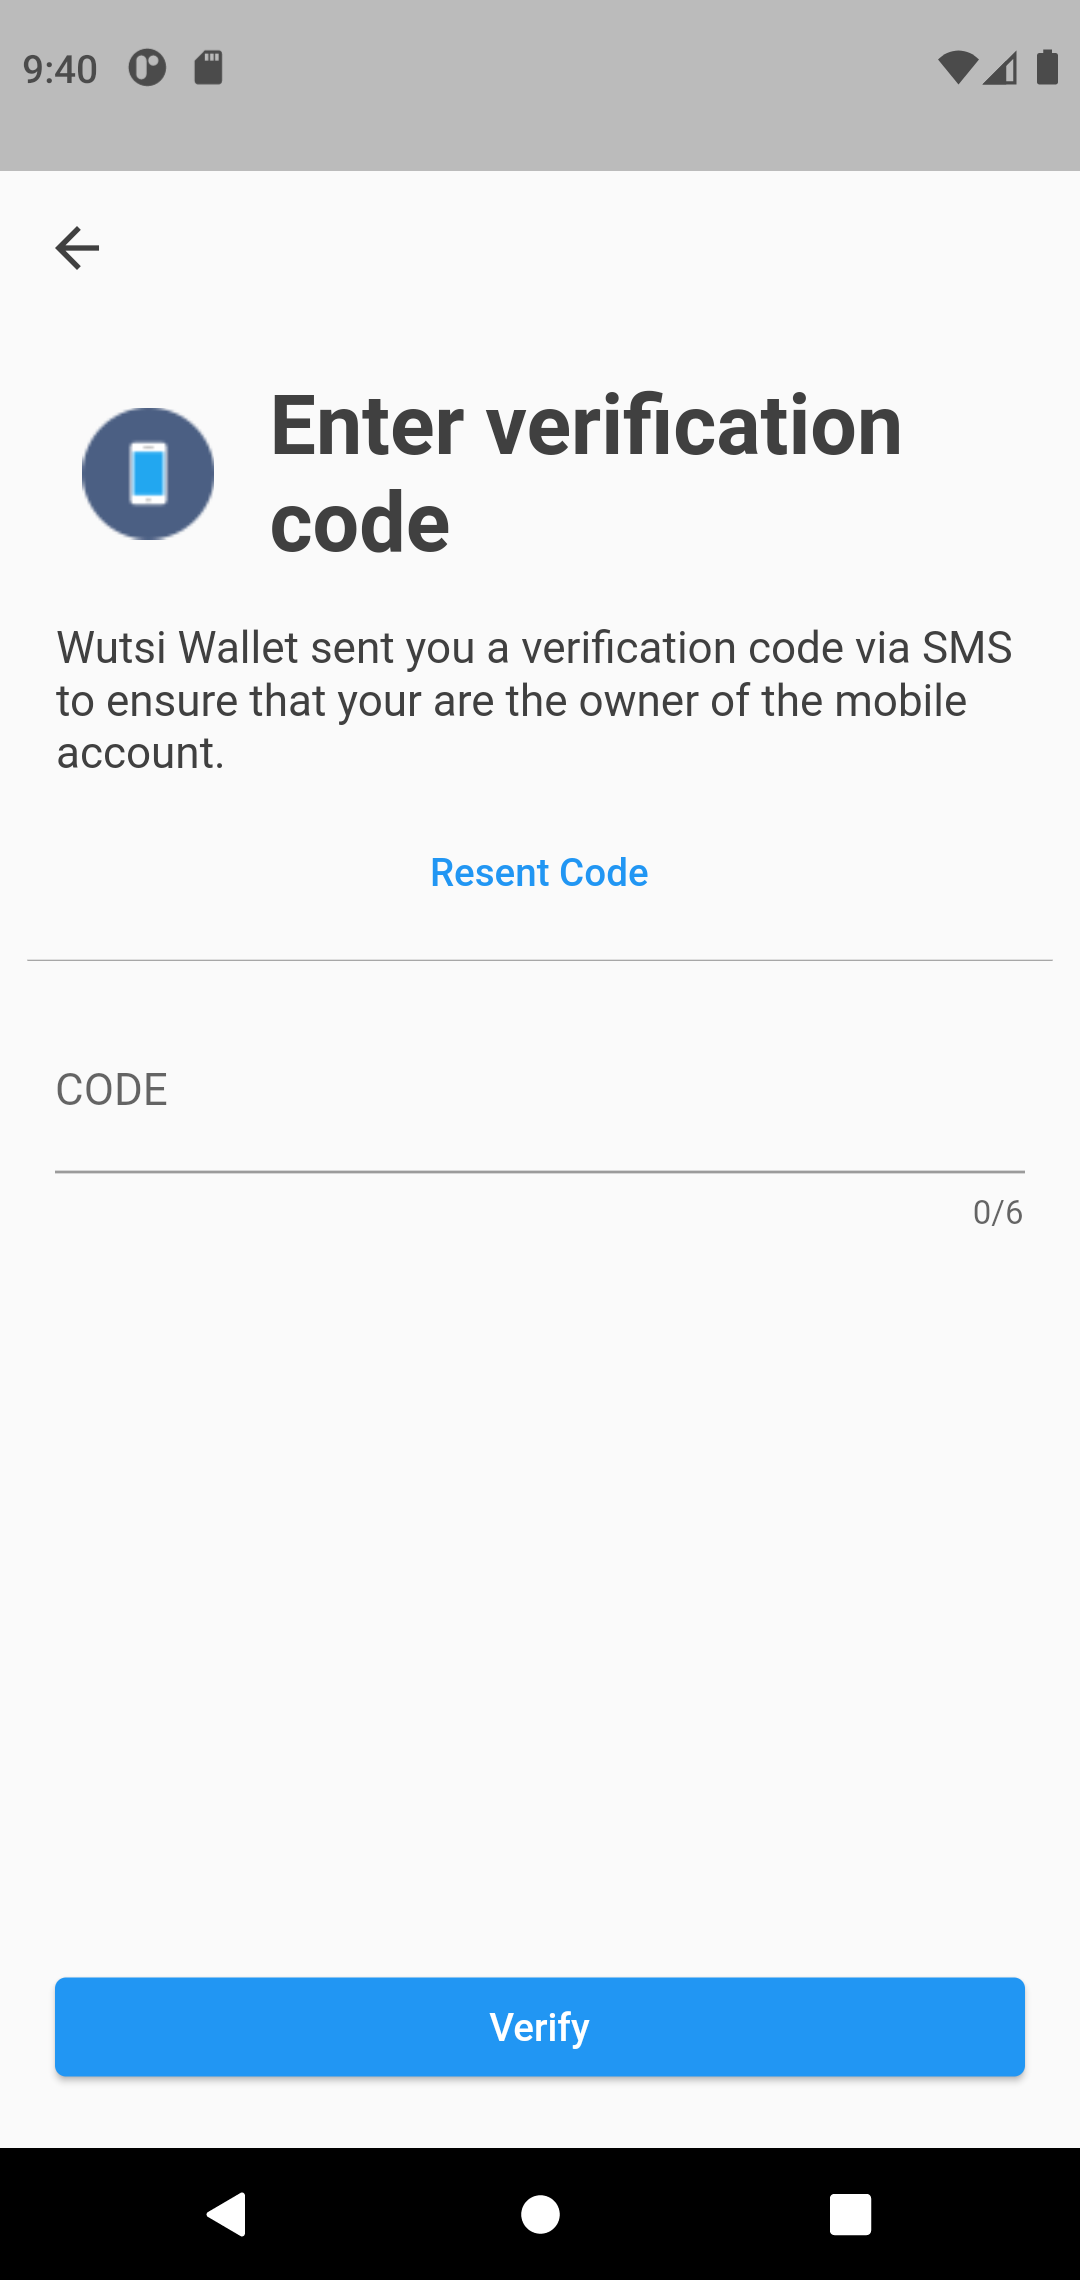 9:40
Enter verification
code
Wutsi Wallet sent you a verification code via SMS
to ensure that your are the owner of the mobile
account.
Resent Code
CODE
0/6
Verify